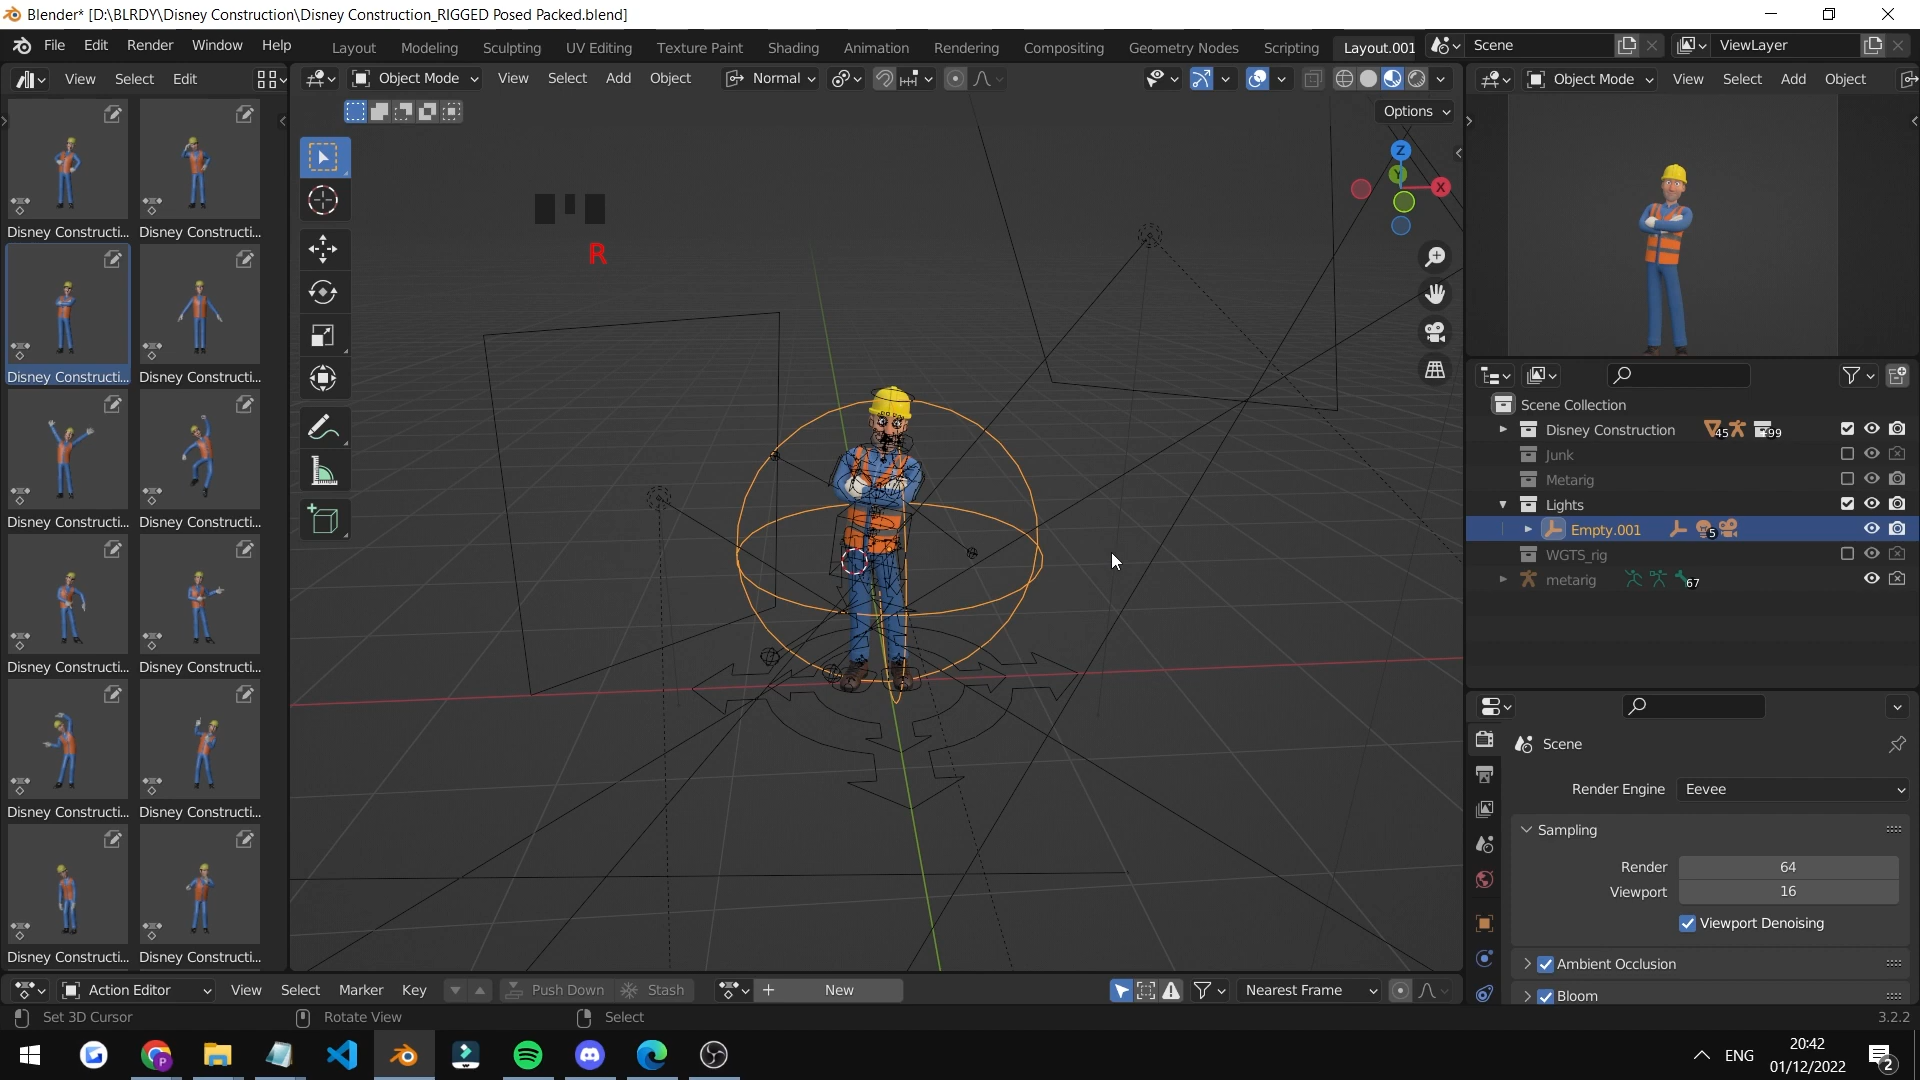 Blender* [D:\BLRDY\Disney Construction\Disney Construction_RIGGED Posed Packed.blend]
File Edit Render Window Help
Layout Modeling Sculpting UV Editing Texture Paint Shading Animation Rendering Compositing Geometry Nodes Scripting Layout.001
Scene
ViewLayer
View Select Edit
Object Mode View Select Add Object
Normal
Object Mode View Select Add Object
Options
Z
Y
X
R
Disney Constructi... Disney Constructi...
Disney Constructi... Disney Constructi...
Disney Constructi... Disney Constructi...
Disney Constructi... Disney Constructi...
Disney Constructi... Disney Constructi...
Disney Constructi... Disney Constructi...
Scene Collection
Disney Construction 45 99
Junk
Metarig
Lights
Empty.001 5
WGTS_rig
metarig 67
Scene
Render Engine Eevee
Sampling
Render 64
Viewport 16
Viewport Denoising
Ambient Occlusion
Bloom
Action Editor View Select Marker Key Push Down Stash New Nearest Frame
Set 3D Cursor Rotate View Select
3.2.2
ENG
20:42
01/12/2022
2